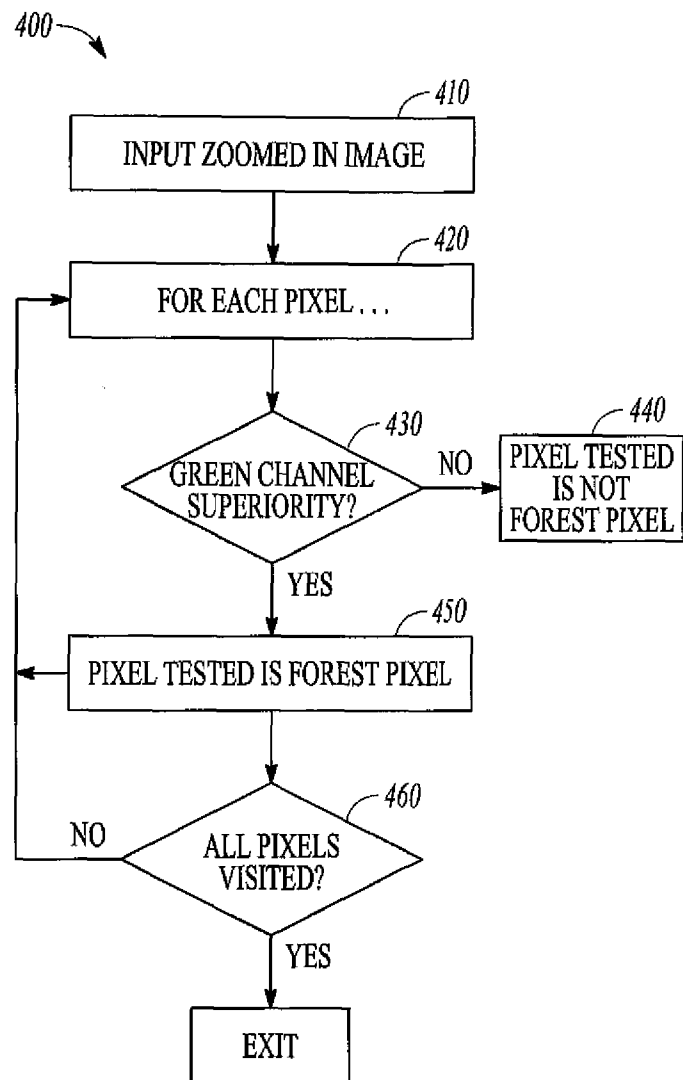 400
410
INPUT ZOOMED IN IMAGE
420
FOR EACH PIXEL . . .
430
GREEN CHANNEL
SUPERIORITY?
NO
440
PIXEL TESTED
IS NOT
FOREST PIXEL
YES
450
PIXEL TESTED IS FOREST PIXEL
460
NO
ALL PIXELS
VISITED?
YES
EXIT